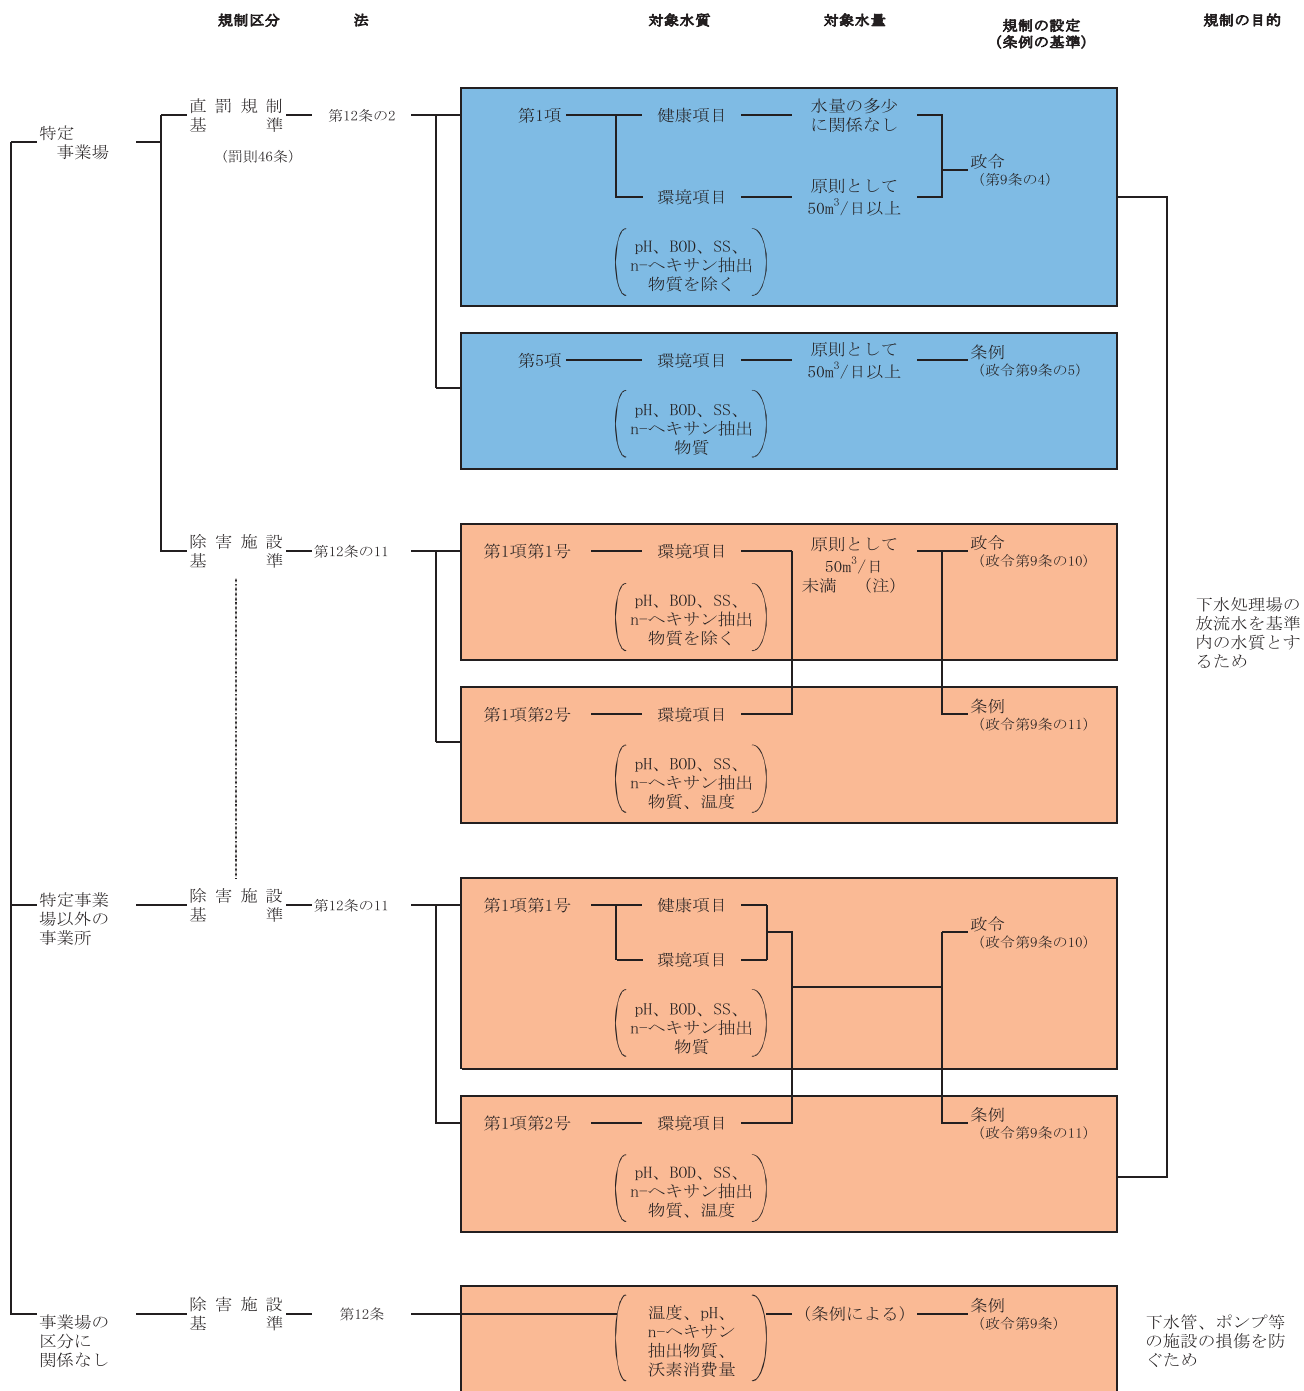 規制区分
法
対象水質
対象水量
規制の設定
(条例の基準)
規制の目的
特定
事業場
直罰規制
基準
(罰則46条)
第12条の2
第1項
健康項目
水量の多少
に関係なし
環境項目
原則として
50m³/日以上
政令
(第9条の4)
pH、BOD、SS、
n-ヘキサン抽出
物質を除く
第5項
環境項目
原則として
50m³/日以上
条例
(政令第9条の5)
pH、BOD、SS、
n-ヘキサン抽出
物質
除害施設
基準
第12条の11
第1項第1号
環境項目
原則として
50m³/日
未満 (注)
政令
(政令第9条の10)
pH、BOD、SS、
n-ヘキサン抽出
物質を除く
第1項第2号
環境項目
条例
(政令第9条の11)
pH、BOD、SS、
n-ヘキサン抽出
物質、温度
下水処理場の
放流水を基準
内の水質とす
るため
特定事業
場以外の
事業所
除害施設
基準
第12条の11
第1項第1号
健康項目
環境項目
政令
(政令第9条の10)
pH、BOD、SS、
n-ヘキサン抽出
物質
第1項第2号
環境項目
条例
(政令第9条の11)
pH、BOD、SS、
n-ヘキサン抽出
物質、温度
事業場の
区分に
関係なし
除害施設
基準
第12条
温度、pH、
n-ヘキサン
抽出物質、
沃素消費量
(条例による)
条例
(政令第9条)
下水管、ポンプ等
の施設の損傷を防
ぐため